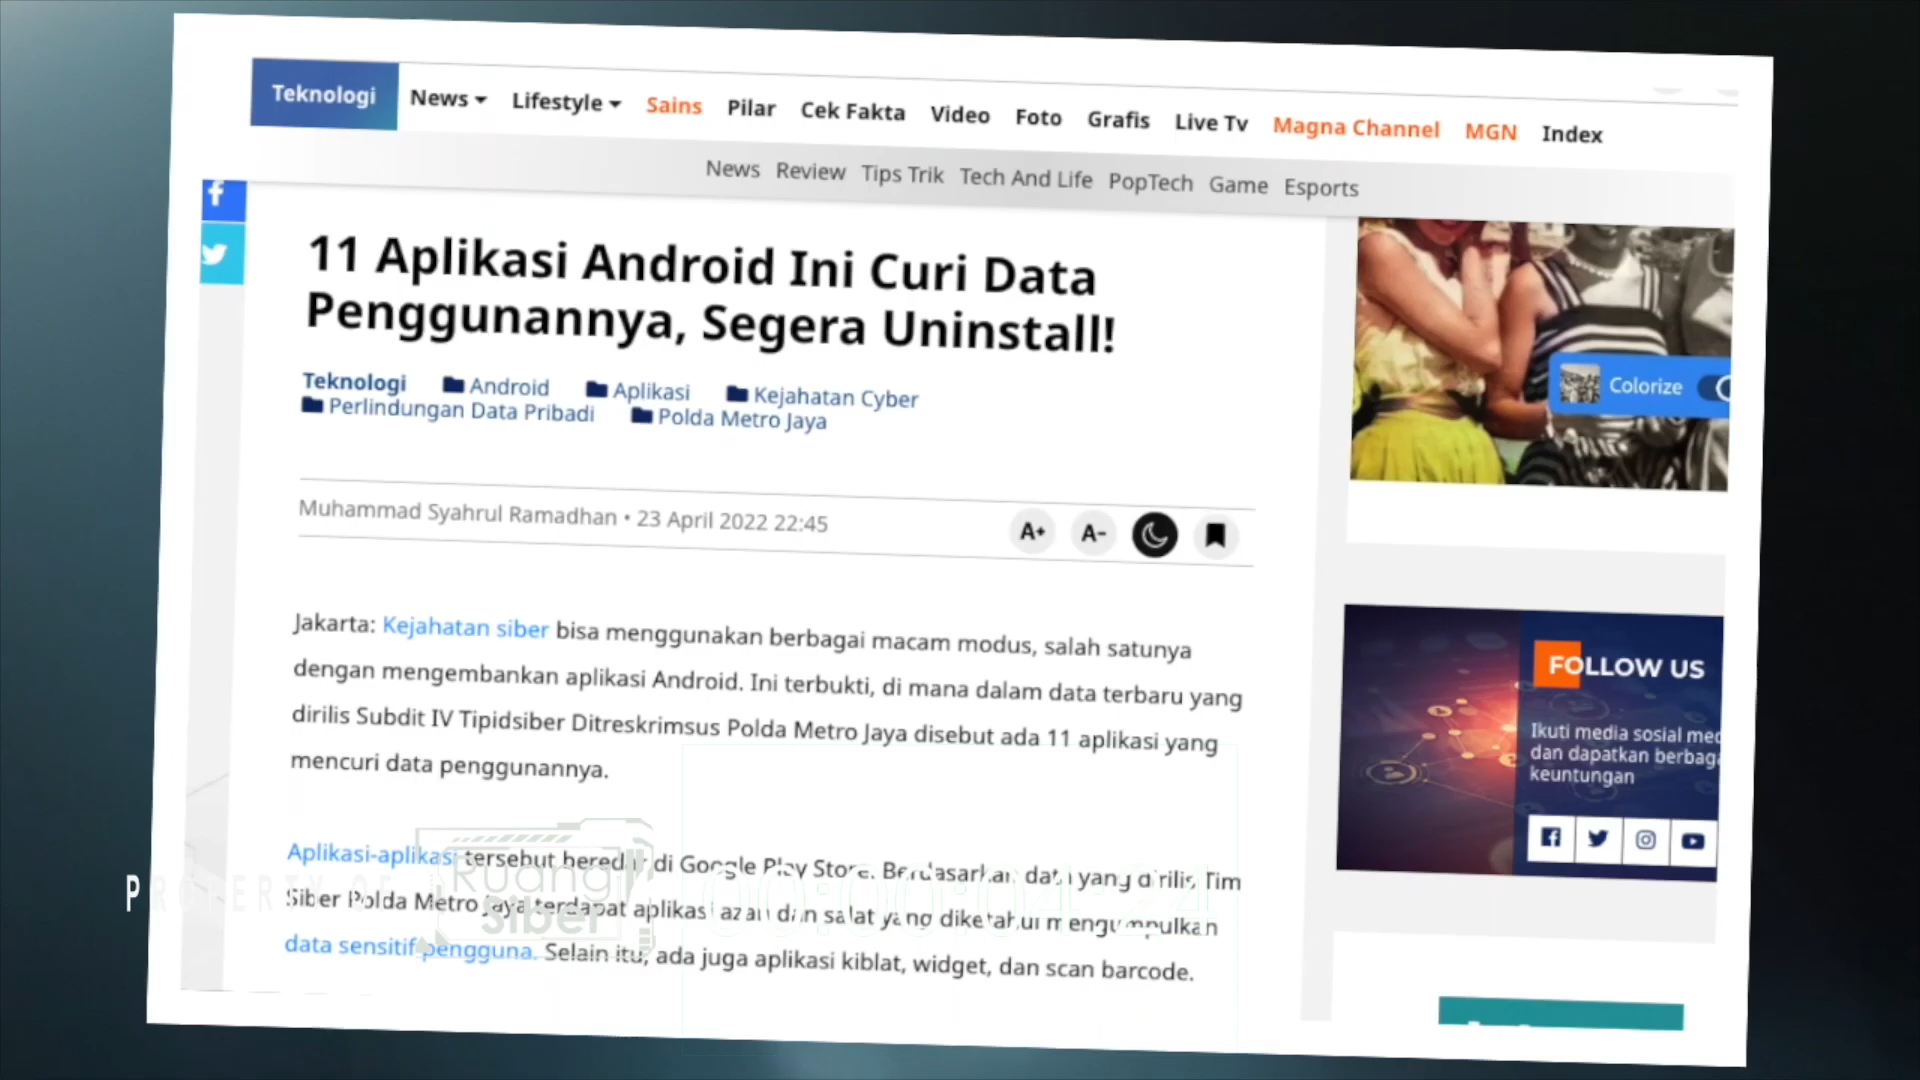 Teknologi News Lifestyle Sains Pilar Cek Fakta Video Foto Grafis Live Tv Magna Channel MGN Index
News Review Tips Trik Tech And Life PopTech Game Esports
11 Aplikasi Android Ini Curi Data
Penggunannya, Segera Uninstall!
Teknologi Android Aplikasi Kejahatan Cyber
Perlindungan Data Pribadi Polda Metro Jaya
Muhammad Syahrul Ramadhan • 23 April 2022 22:45
A+ A-
Jakarta: Kejahatan siber bisa menggunakan berbagai macam modus, salah satunya
dengan mengembankan aplikasi Android. Ini terbukti, di mana dalam data terbaru yang
dirilis Subdit IV Tipidsiber Ditreskrimsus Polda Metro Jaya disebut ada 11 aplikasi yang
mencuri data penggunannya.
Aplikasi-aplikasi tersebut beredar di Google Play Store. Berdasarkan data yang dirilis Tim
Siber Polda Metro Jaya terdapat aplikasi azan dan salat yang diketahui mengumpulkan
data sensitif pengguna. Selain itu, ada juga aplikasi kiblat, widget, dan scan barcode.
Colorize
FOLLOW US
Ikuti media sosial
dan dapatkan
keuntungan
PROPERTY OF
Ruang
Siber